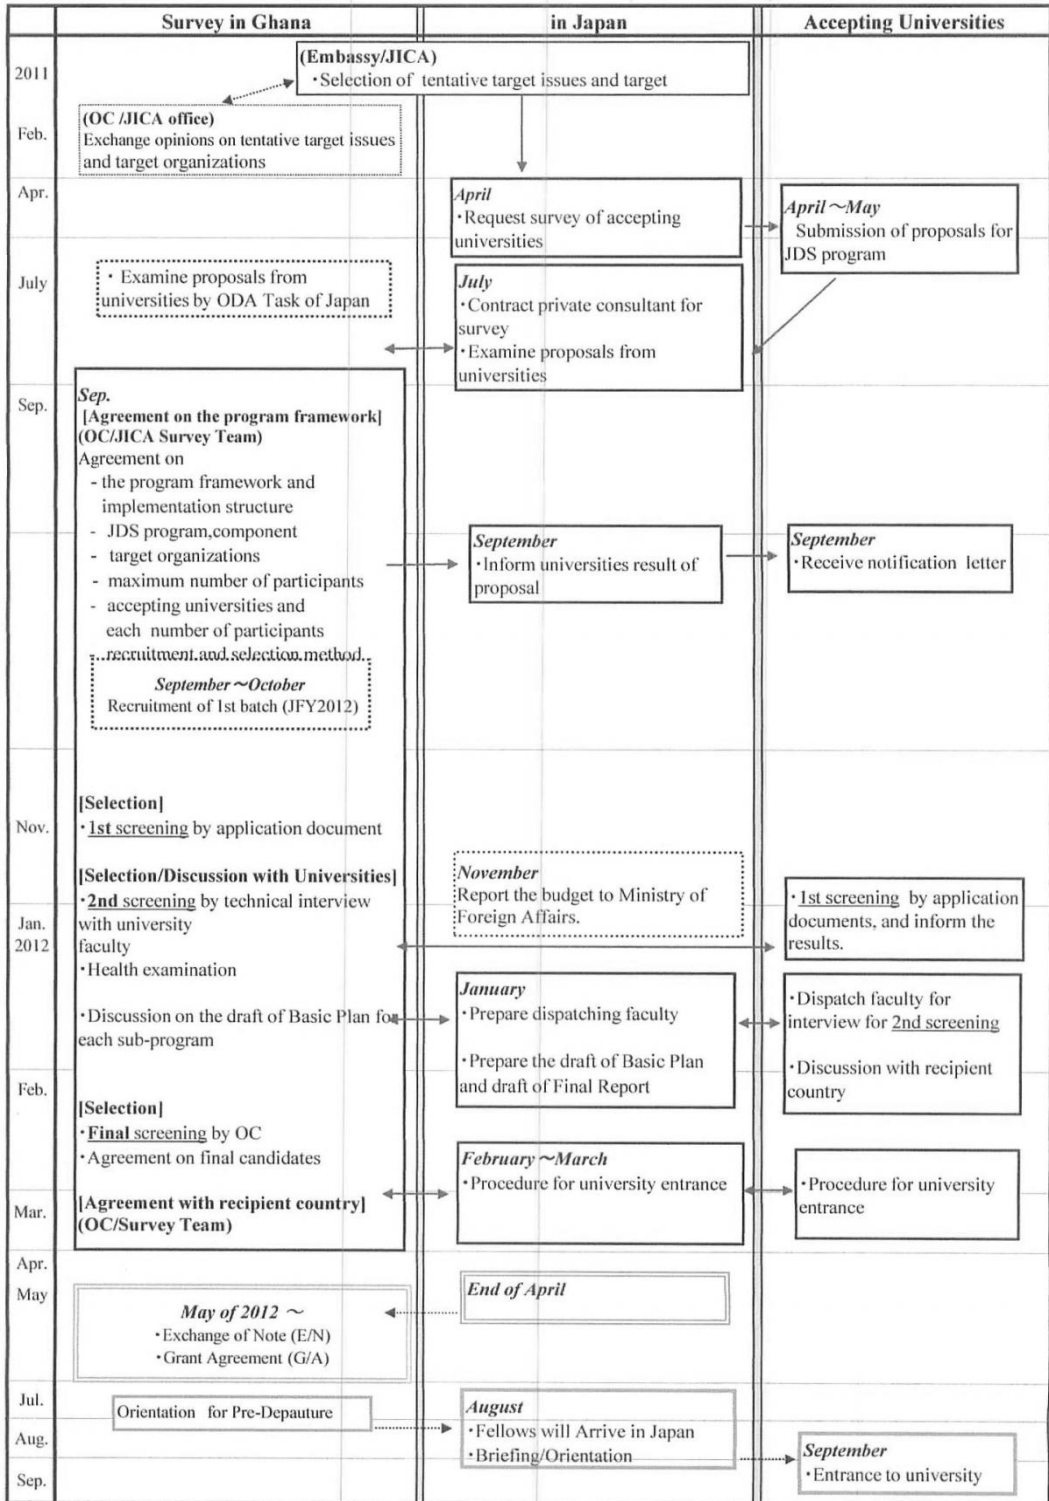 Survey in Ghana
in Japan
Accepting Universities
2011
Feb.
Apr.
July
Sep.
Nov.
Jan.
2012
Feb.
Mar.
Apr.
May
Jul.
Aug.
Sep.
(Embassy/JICA)
・Selection of tentative target issues and target
(OC /JICA office)
Exchange opinions on tentative target issues
and target organizations
April
・Request survey of accepting
universities
April～May
Submission of proposals for
JDS program
・ Examine proposals from
universities by ODA Task of Japan
July
・Contract private consultant for
survey
・Examine proposals from
universities
Sep.
[Agreement on the program framework]
(OC/JICA Survey Team)
Agreement on
- the program framework and
implementation structure
- JDS program,component
- target organizations
- maximum number of participants
- accepting universities and
each number of participants
- recruitment and selection method
September～October
Recruitment of 1st batch (JFY2012)
September
・Inform universities result of
proposal
September
・Receive notification letter
[Selection]
・1st screening by application document
[Selection/Discussion with Universities]
・2nd screening by technical interview
with university
faculty
・Health examination
・Discussion on the draft of Basic Plan for
each sub-program
November
Report the budget to Ministry of
Foreign Affairs.
・1st screening by application
documents, and inform the
results.
January
・Prepare dispatching faculty
・Prepare the draft of Basic Plan
and draft of Final Report
・Dispatch faculty for
interview for 2nd screening
・Discussion with recipient
country
[Selection]
・Final screening by OC
・Agreement on final candidates
[Agreement with recipient country]
(OC/Survey Team)
February～March
・Procedure for university entrance
・Procedure for university
entrance
End of April
May of 2012 ～
・Exchange of Note (E/N)
・Grant Agreement (G/A)
Orientation for Pre-Depauture
August
・Fellows will Arrive in Japan
・Briefing/Orientation
September
・Entrance to university